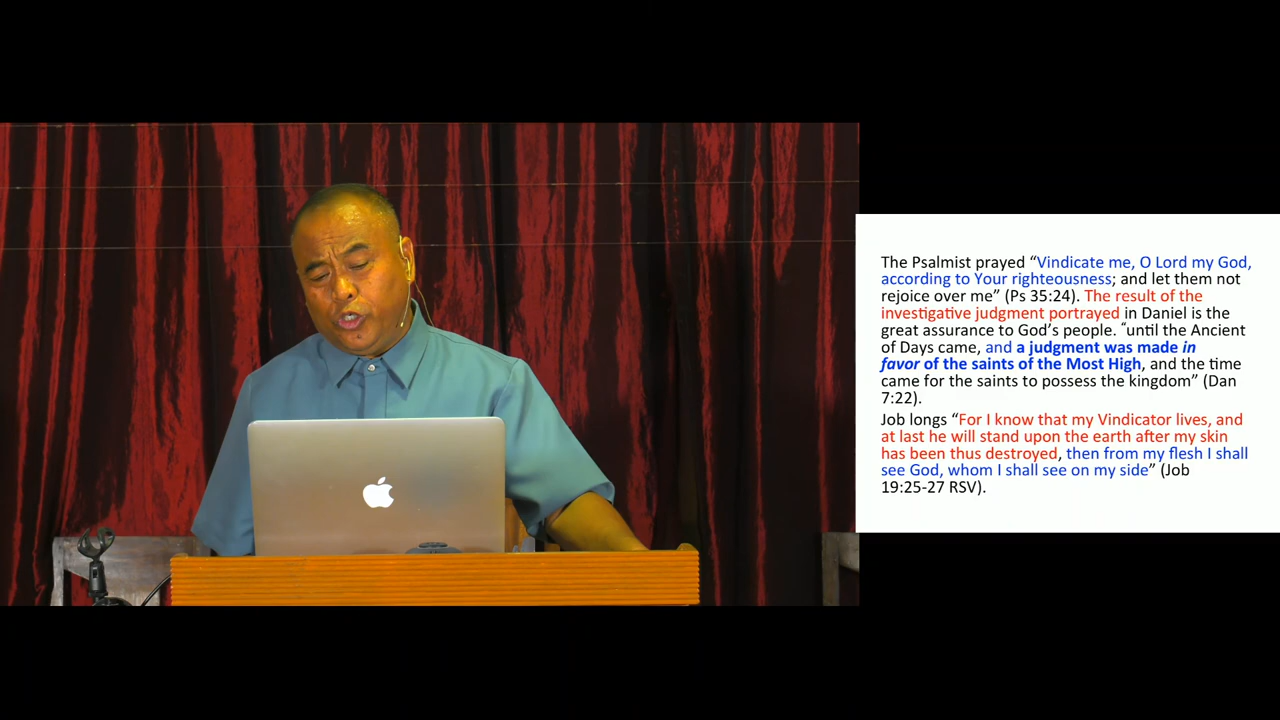 The Psalmist prayed “Vindicate me, O Lord my God,
according to Your righteousness; and let them not
rejoice over me” (Ps 35:24). The result of the
investigative judgment portrayed in Daniel is the
great assurance to God’s people. “until the Ancient
of Days came, and a judgment was made in
favor of the saints of the Most High, and the time
came for the saints to possess the kingdom” (Dan
7:22).
Job longs “For I know that my Vindicator lives, and
at last he will stand upon the earth after my skin
has been thus destroyed, then from my flesh I shall
see God, whom I shall see on my side” (Job
19:25-27 RSV).